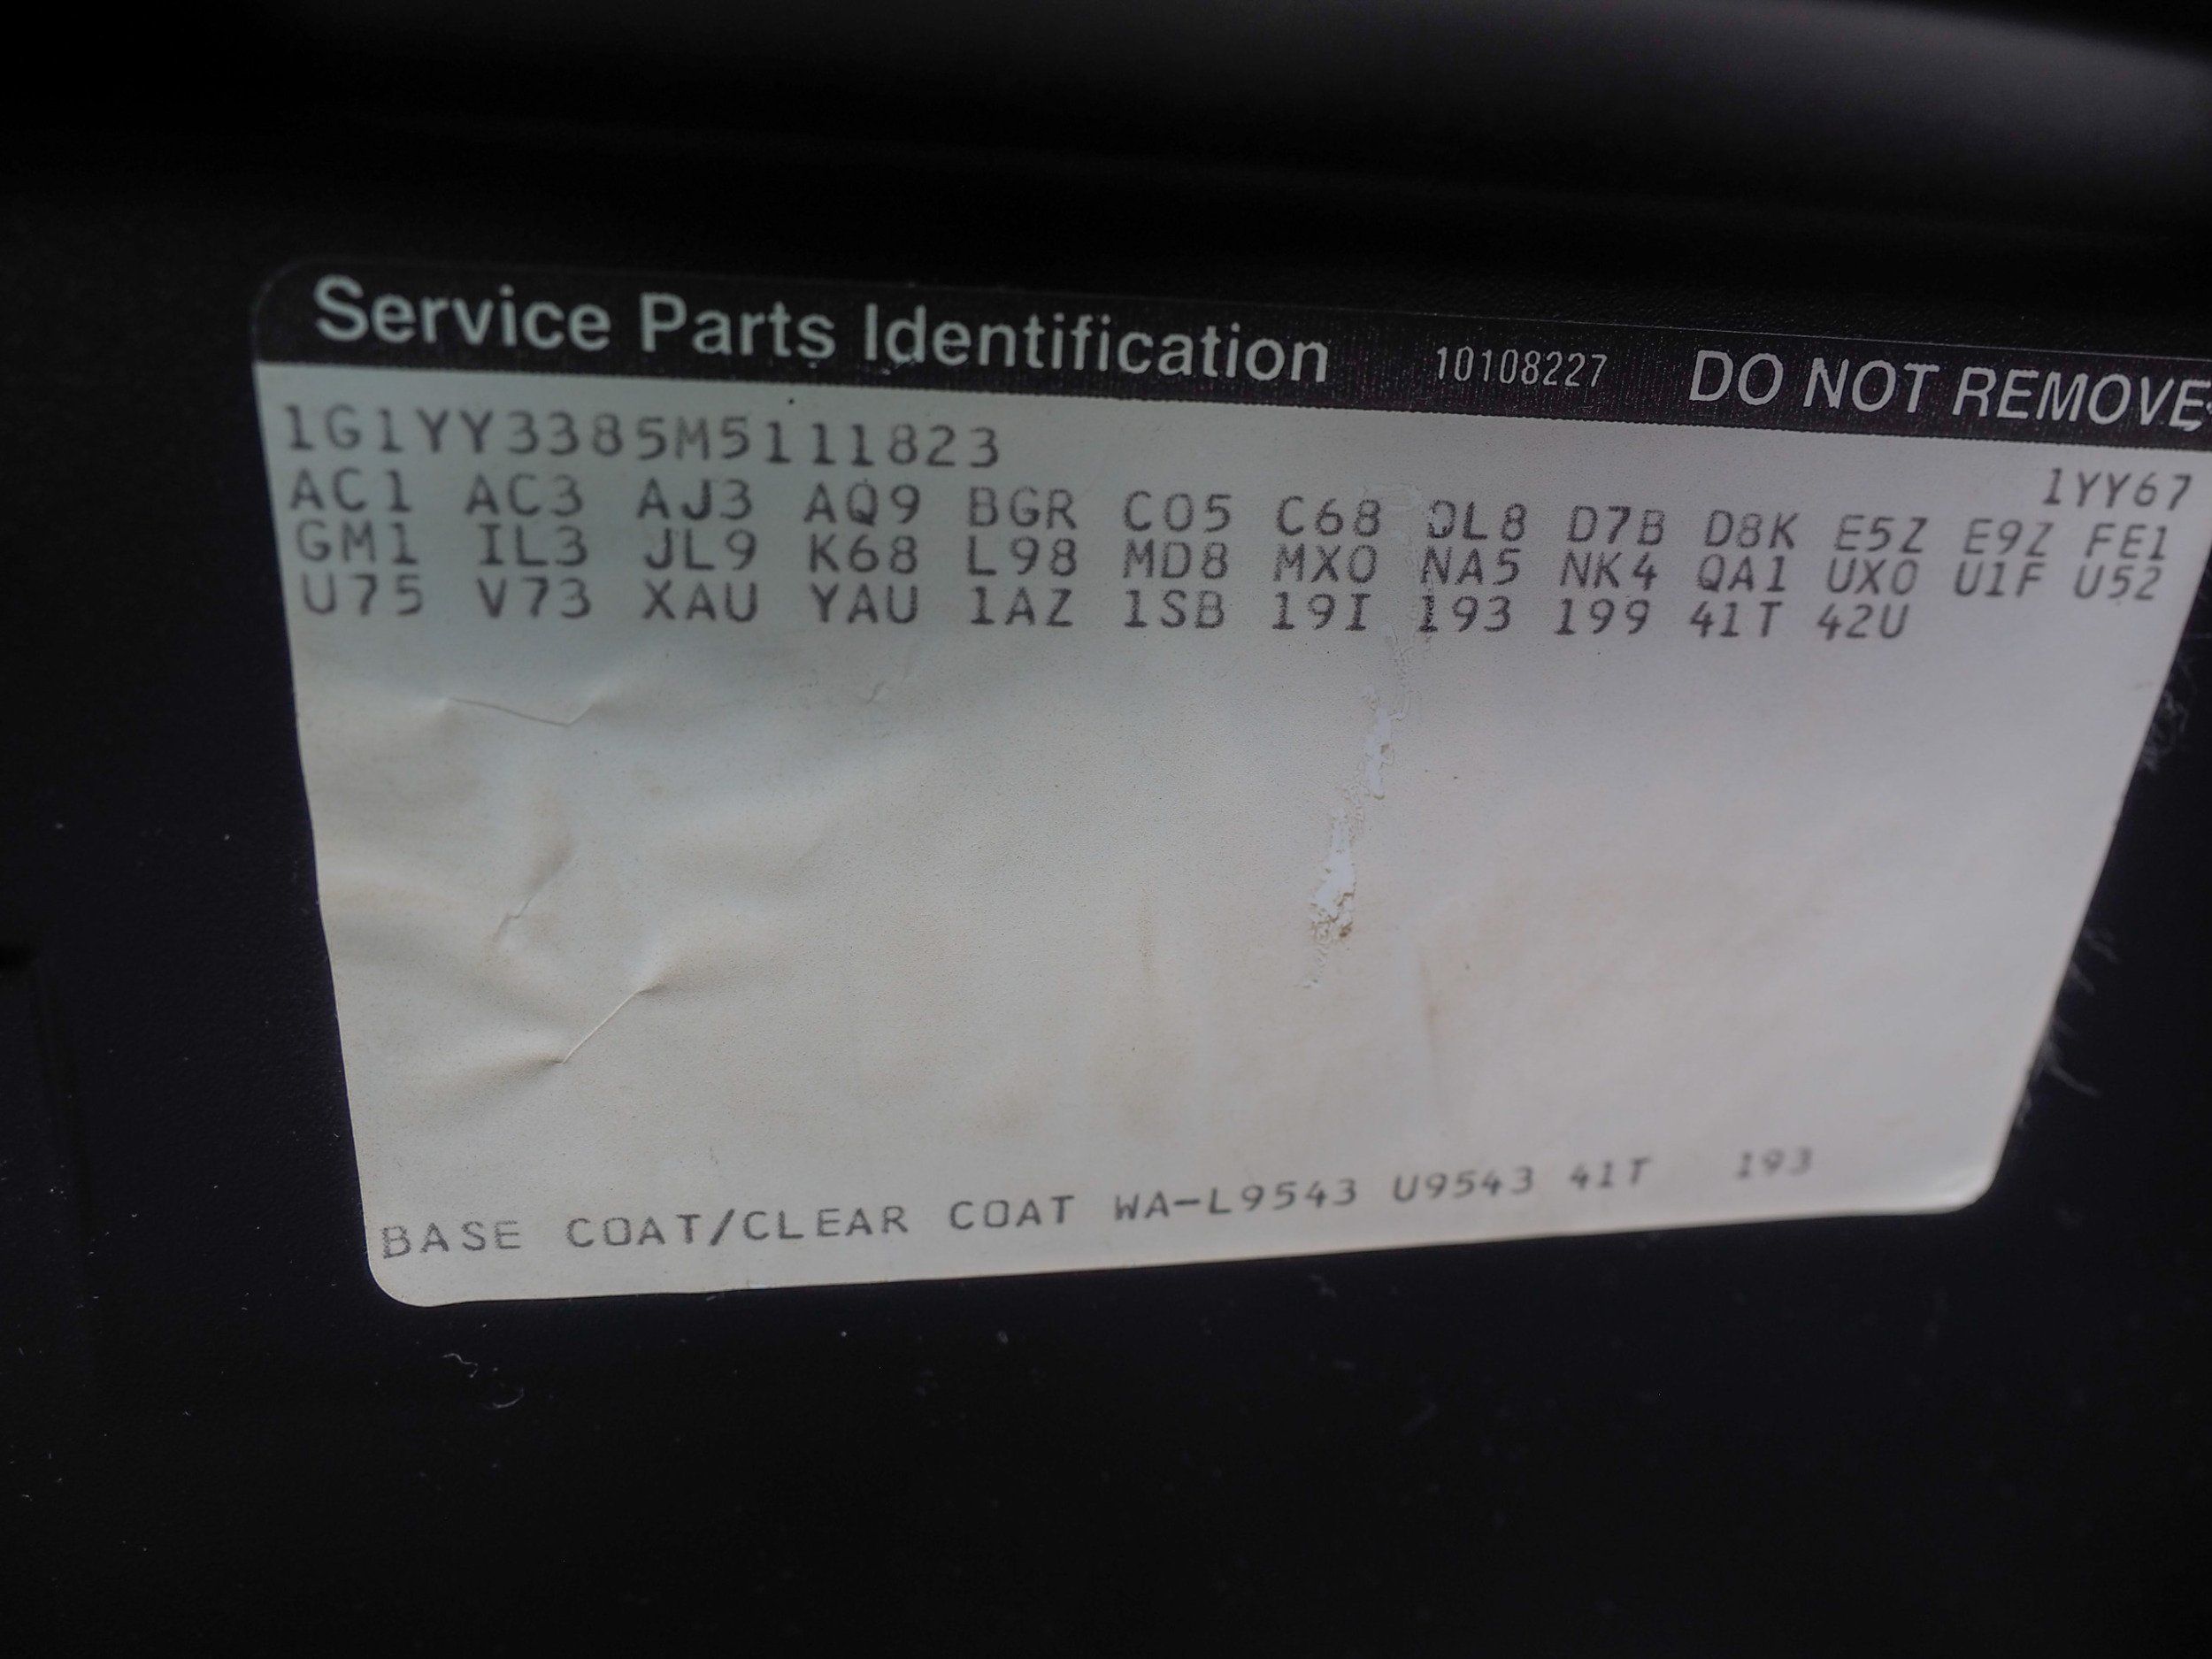 Service Parts Identification 10108227 DO NOT REMOVE
1G1YY3385M5111823
1YY67
AC1 AC3 AJ3 AQ9 BGR CO5 C68 DL8 D7B D8K E5Z E9Z FE1
GM1 IL3 JL9 K68 L98 MD8 MX0 NA5 NK4 QA1 UX0 U1F U52
U75 V73 XAU YAU 1AZ 1SB 19I 193 199 41T 42U
BASE COAT/CLEAR COAT WA-L9543 U9543 41T 193